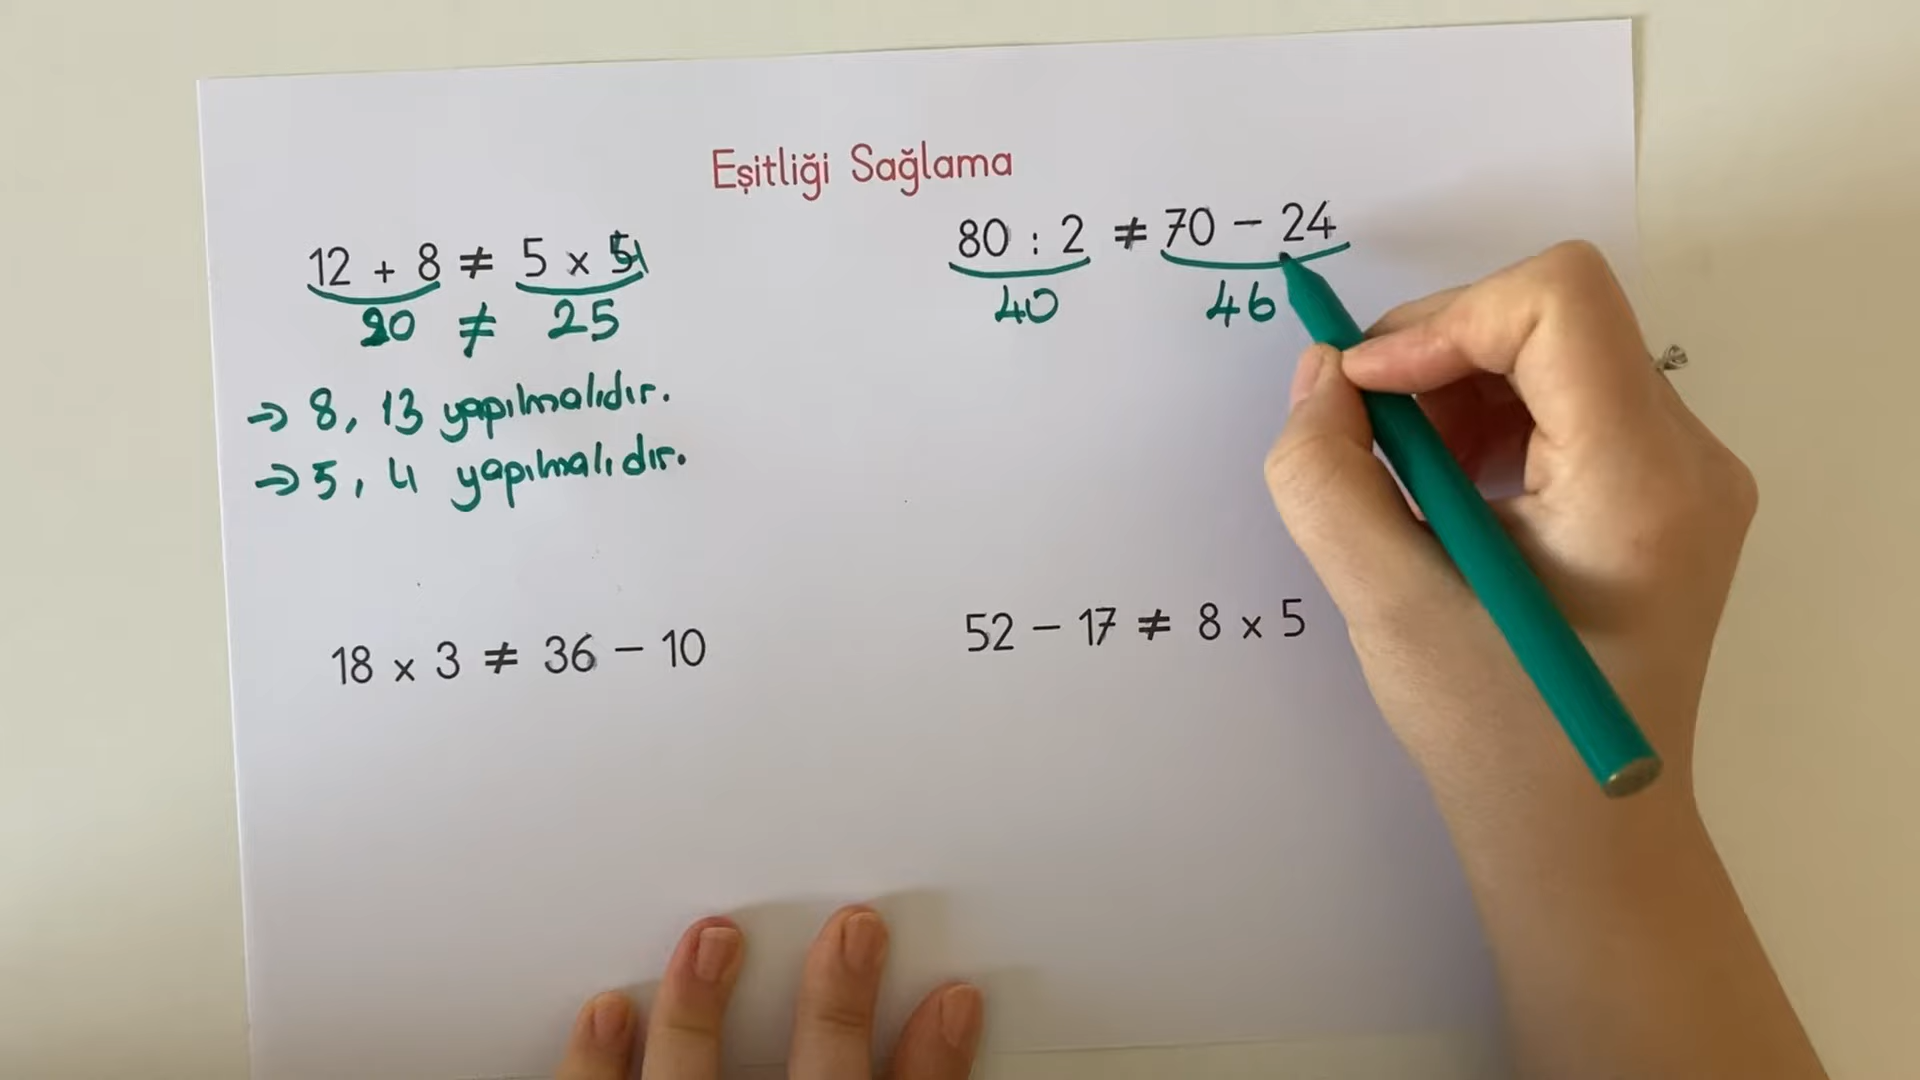 Eşitliği Sağlama
12 + 8 ≠ 5 x 5
20 ≠ 25
→ 8, 13 yapılmalıdır.
→ 5, 4 yapılmalıdır.
80 : 2 ≠ 70 - 24
40 46
18 x 3 ≠ 36 - 10
52 - 17 ≠ 8 x 5